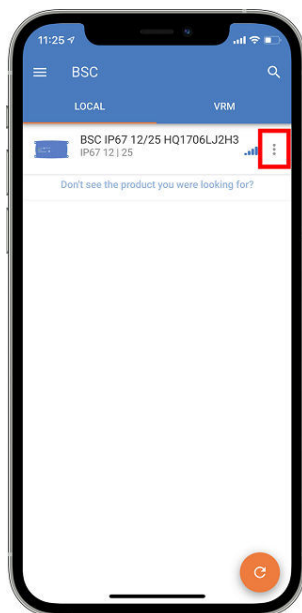 11:25
BSC
LOCAL
VRM
BSC IP67 12/25 HQ1706LJ2H3
IP67 12 | 25
Don't see the product you were looking for?